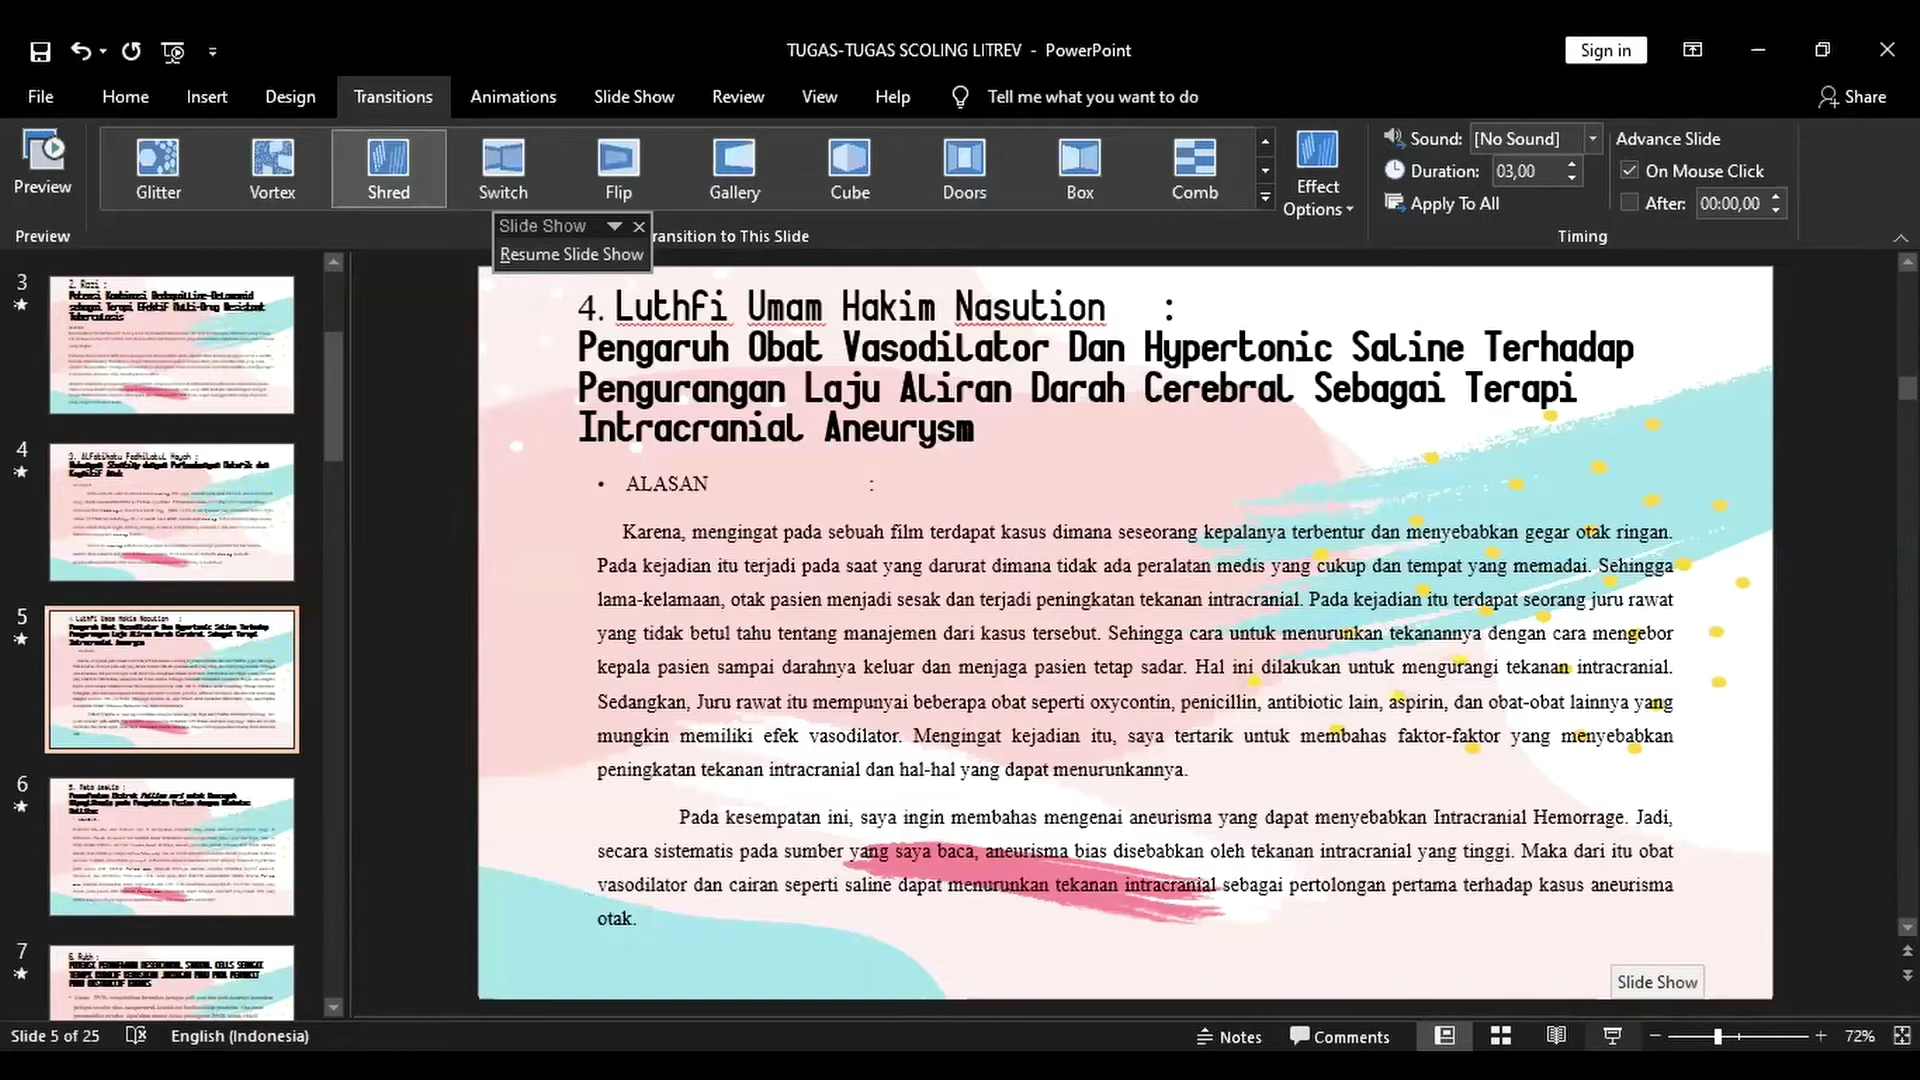 TUGAS-TUGAS SCOLING LITREV - PowerPoint
Sign in
File Home Insert Design Transitions Animations Slide Show Review View Help Tell me what you want to do Share
Preview
Glitter Vortex Shred Switch Flip Gallery Cube Doors Box Comb
Effect
Options
Sound: [No Sound]
Duration: 03,00
Apply To All
Advance Slide
On Mouse Click
After: 00:00,00
Preview
ransition to This Slide
Timing
Slide Show
Resume Slide Show
3
2. Razi :
4
5
6
7
6. Ruth :
4. Luthfi Umam Hakim Nasution :
Pengaruh Obat Vasodilator Dan Hypertonic Saline Terhadap
Pengurangan Laju Aliran Darah Cerebral Sebagai Terapi
Intracranial Aneurysm
• ALASAN :
Karena, mengingat pada sebuah film terdapat kasus dimana seseorang kepalanya terbentur dan menyebabkan gegar otak ringan.
Pada kejadian itu terjadi pada saat yang darurat dimana tidak ada peralatan medis yang cukup dan tempat yang memadai. Sehingga
lama-kelamaan, otak pasien menjadi sesak dan terjadi peningkatan tekanan intracranial. Pada kejadian itu terdapat seorang juru rawat
yang tidak betul tahu tentang manajemen dari kasus tersebut. Sehingga cara untuk menurunkan tekanannya dengan cara mengebor
kepala pasien sampai darahnya keluar dan menjaga pasien tetap sadar. Hal ini dilakukan untuk mengurangi tekanan intracranial.
Sedangkan, Juru rawat itu mempunyai beberapa obat seperti oxycontin, penicillin, antibiotic lain, aspirin, dan obat-obat lainnya yang
mungkin memiliki efek vasodilator. Mengingat kejadian itu, saya tertarik untuk membahas faktor-faktor yang menyebabkan
peningkatan tekanan intracranial dan hal-hal yang dapat menurunkannya.
Pada kesempatan ini, saya ingin membahas mengenai aneurisma yang dapat menyebabkan Intracranial Hemorrage. Jadi,
secara sistematis pada sumber yang saya baca, aneurisma bias disebabkan oleh tekanan intracranial yang tinggi. Maka dari itu obat
vasodilator dan cairan seperti saline dapat menurunkan tekanan intracranial sebagai pertolongan pertama terhadap kasus aneurisma
otak.
Slide Show
Slide 5 of 25 English (Indonesia) Notes Comments 72%